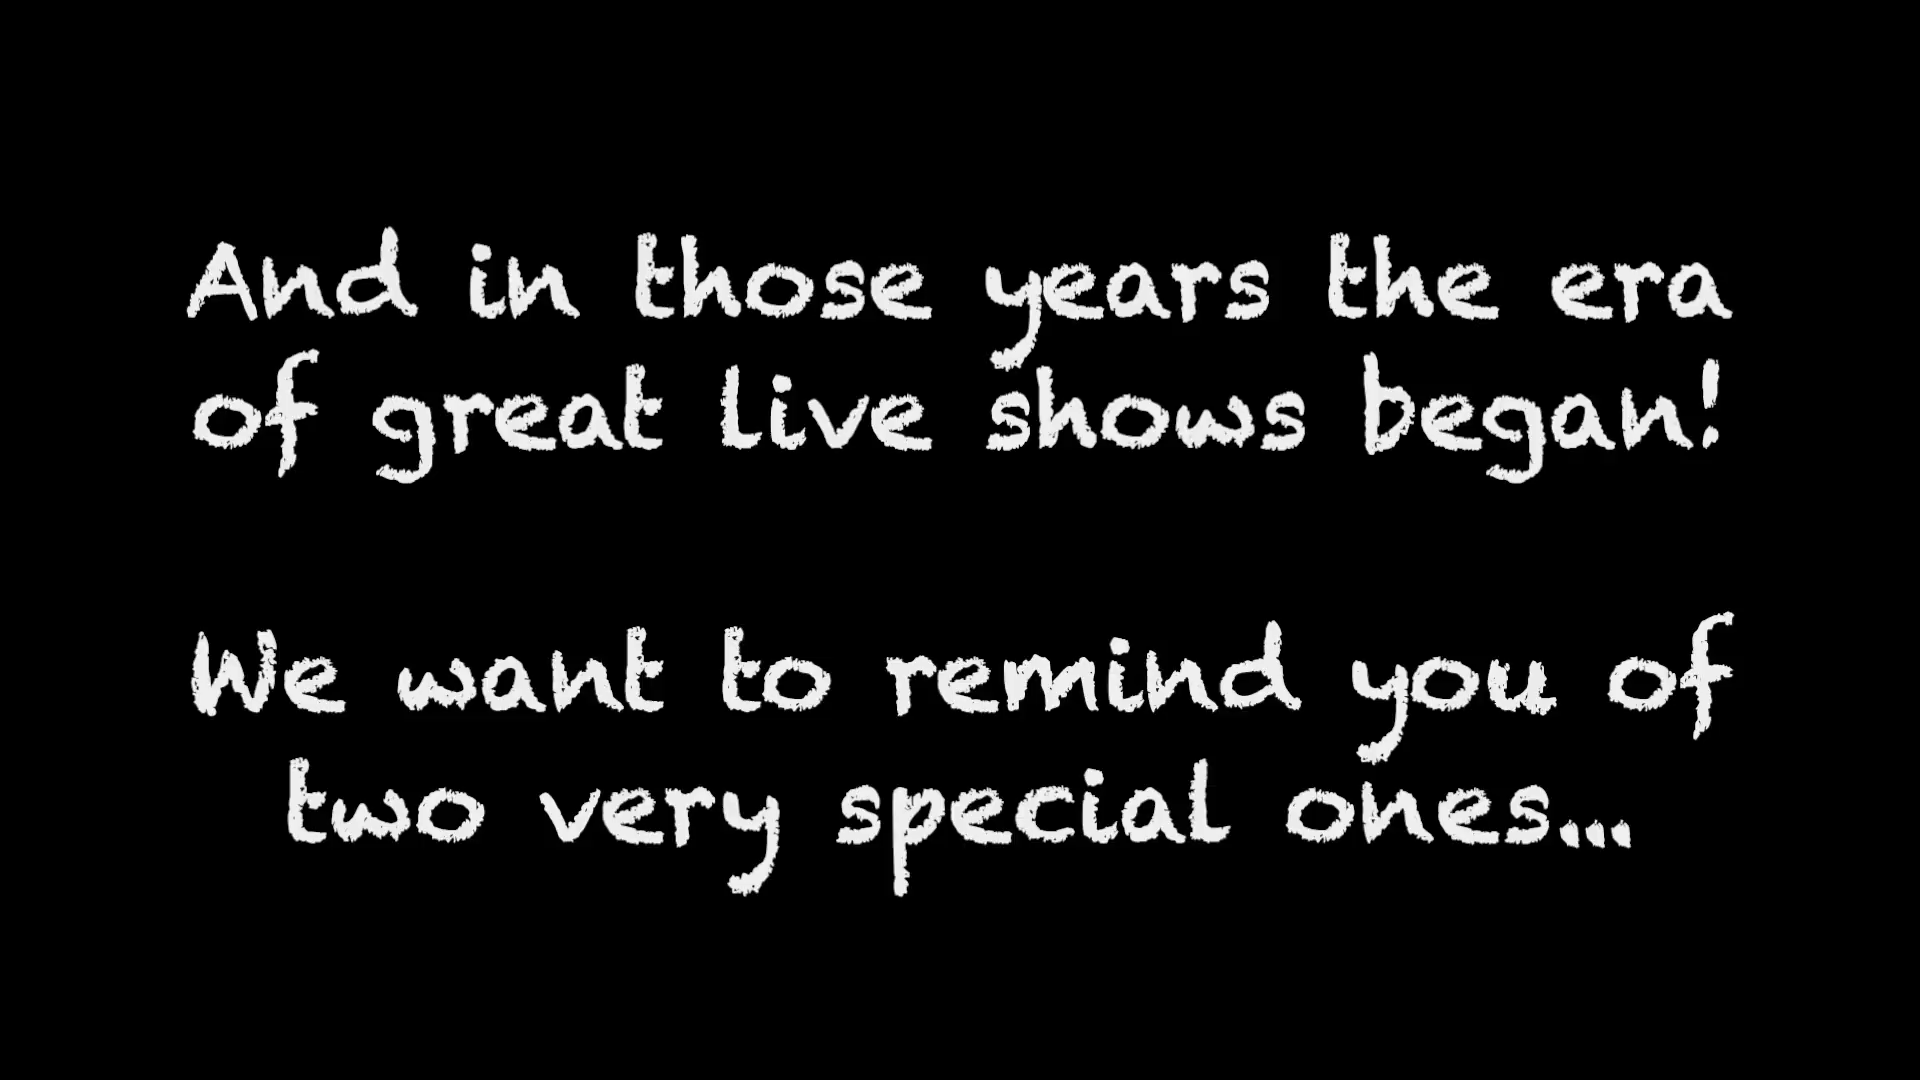 And in those years the era
of great live shows began!
We want to remind you of
two very special ones...